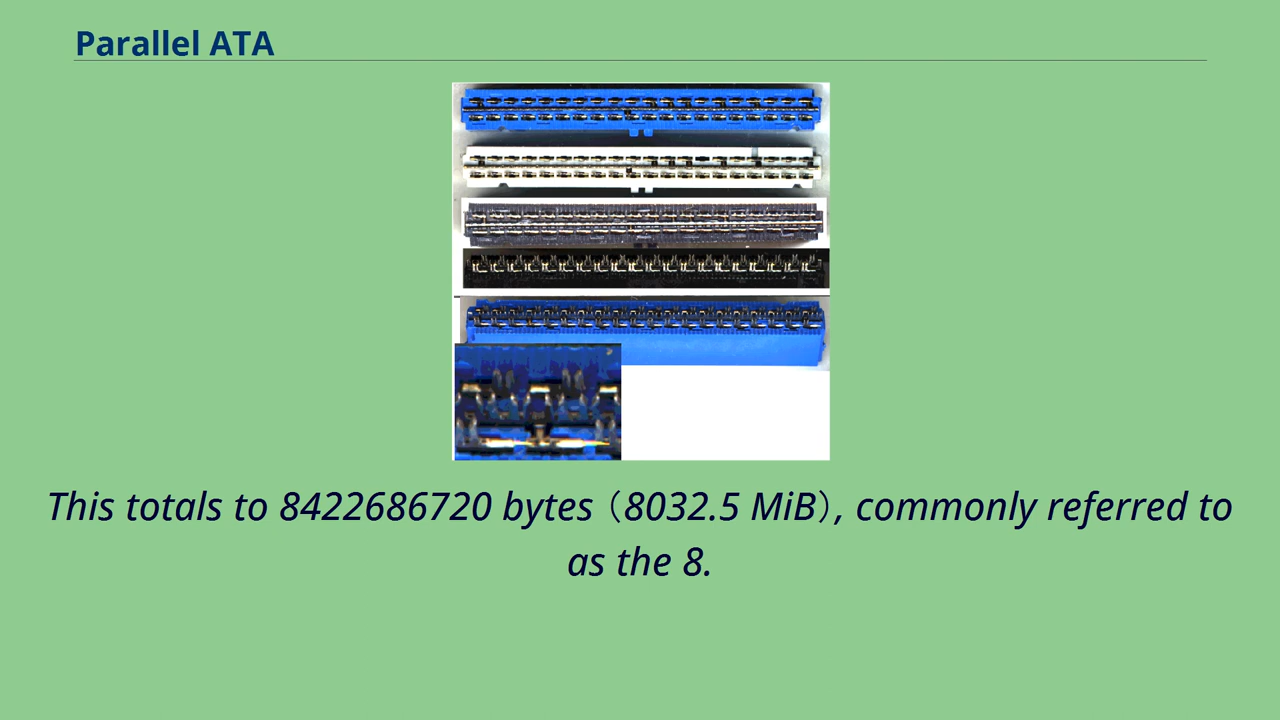 Parallel ATA
This totals to 8422686720 bytes（8032.5 MiB）, commonly referred to
as the 8.